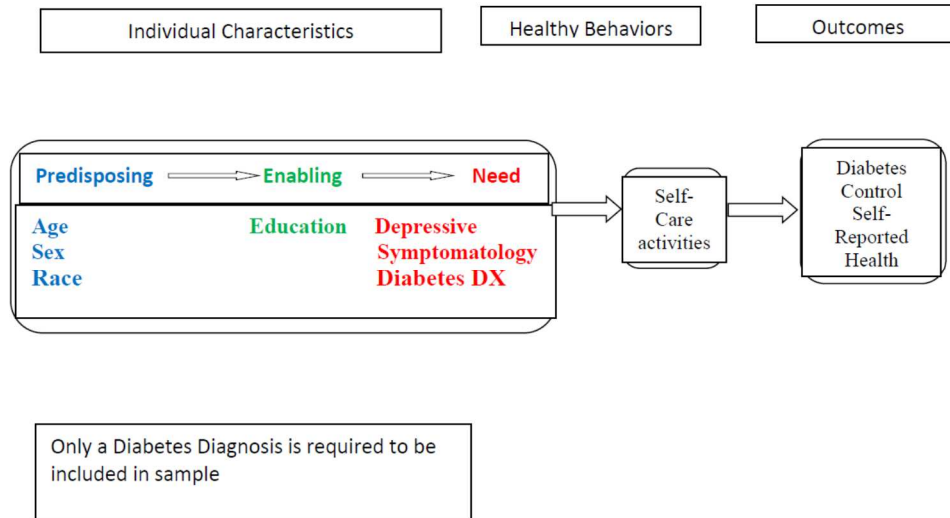 Individual Characteristics
Healthy Behaviors
Outcomes
Predisposing Enabling Need
Age Education Depressive
Sex Symptomatology
Race Diabetes DX
Self-
Care
activities
Diabetes
Control
Self-
Reported
Health
Only a Diabetes Diagnosis is required to be
included in sample